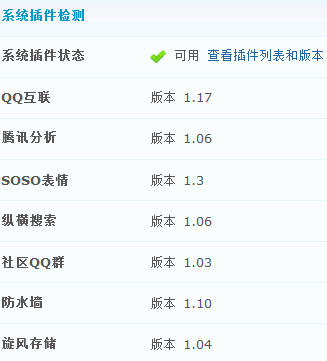 系统插件检测
系统插件状态 可用 查看插件列表和版本
QQ互联 版本 1.17
腾讯分析 版本 1.06
SOSO表情 版本 1.3
纵横搜索 版本 1.06
社区QQ群 版本 1.03
防水墙 版本 1.10
旋风存储 版本 1.04